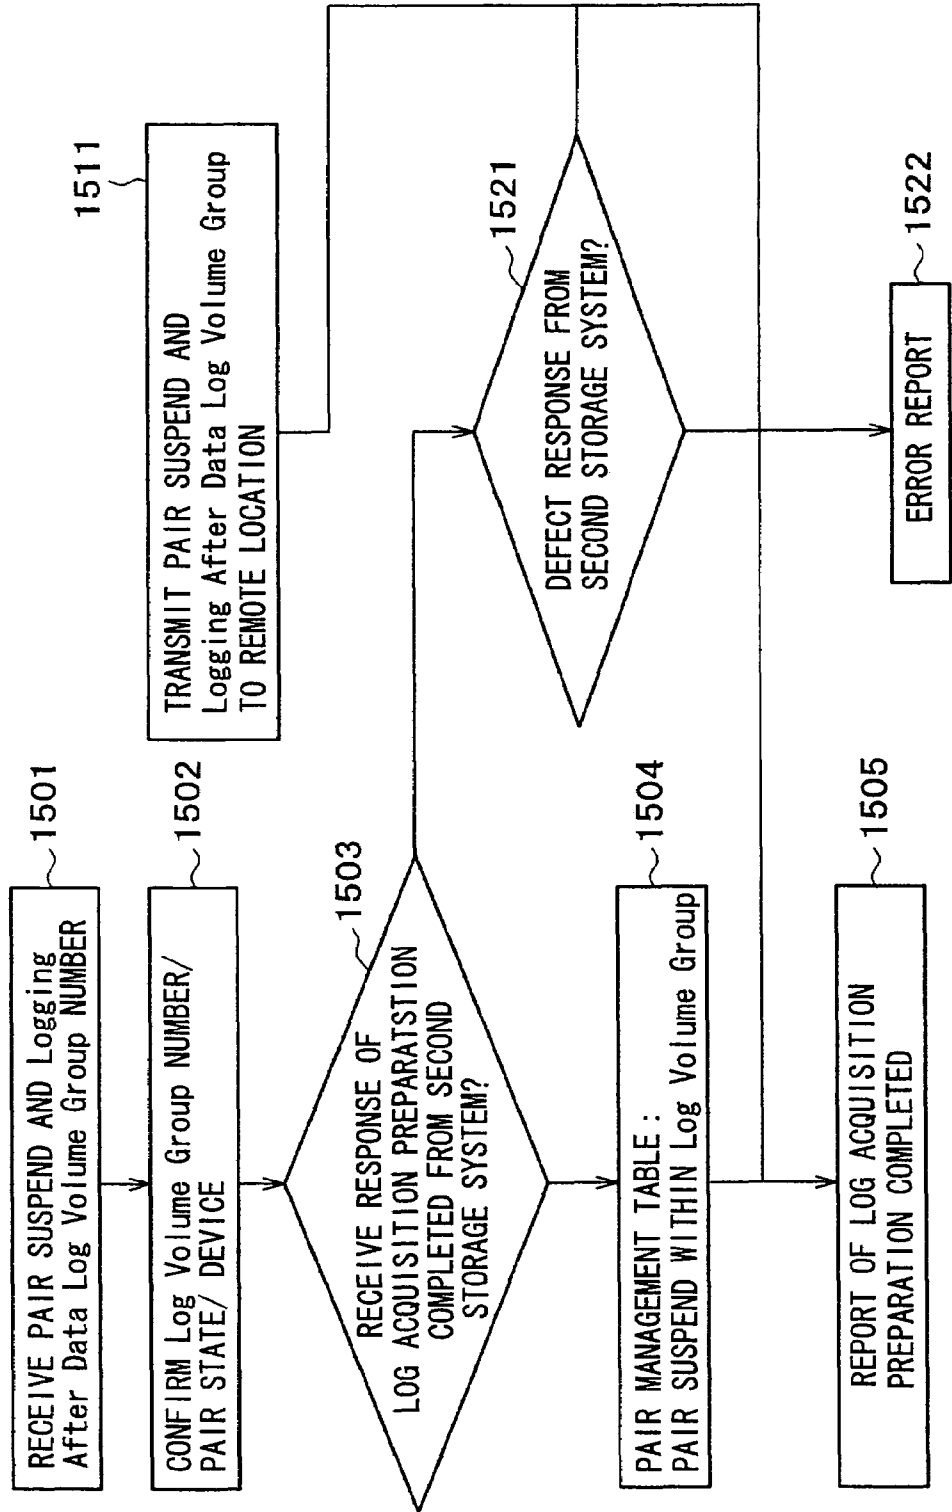 1501
RECEIVE PAIR SUSPEND AND Logging
After Data Log Volume Group NUMBER
1502
CONFIRM Log Volume Group NUMBER/
PAIR STATE/ DEVICE
1503
RECEIVE RESPONSE OF
LOG ACQUISITION PREPARATSTION
COMPLETED FROM SECOND
STORAGE SYSTEM?
1504
PAIR MANAGEMENT TABLE:
PAIR SUSPEND WITHIN Log Volume Group
1505
REPORT OF LOG ACQUISITION
PREPARATION COMPLETED
1511
TRANSMIT PAIR SUSPEND AND
Logging After Data Log Volume Group
TO REMOTE LOCATION
1521
DEFECT RESPONSE FROM
SECOND STORAGE SYSTEM?
1522
ERROR REPORT